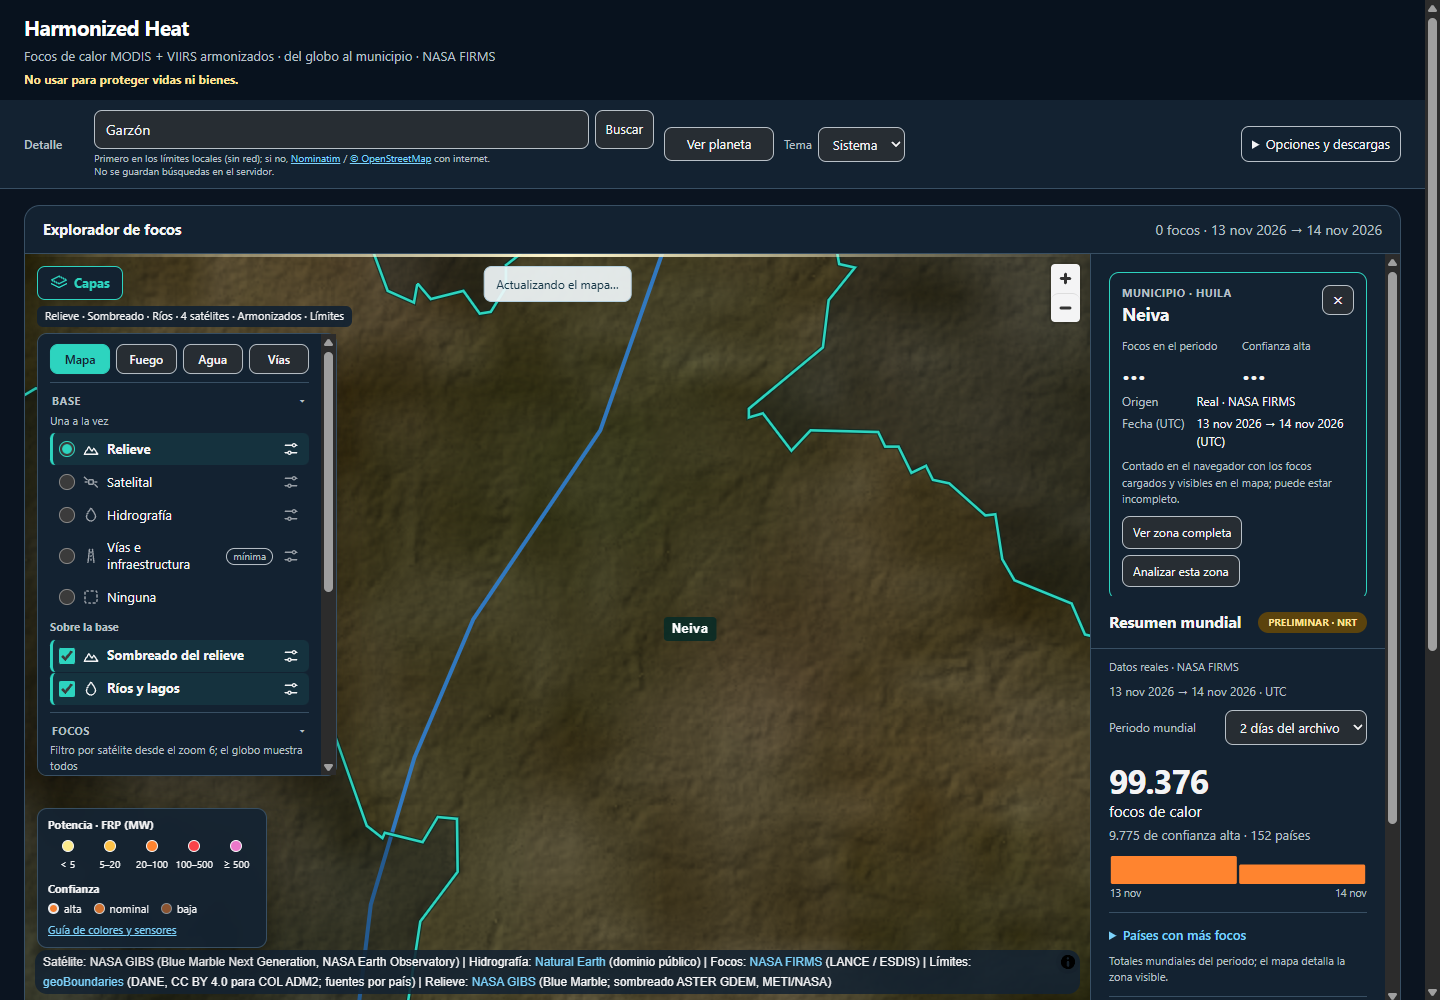 Harmonized Heat
Focos de calor MODIS + VIIRS armonizados · del globo al municipio · NASA FIRMS
No usar para proteger vidas ni bienes.
Detalle
Garzón
Buscar
Primero en los límites locales (sin red); si no, Nominatim / © OpenStreetMap con internet.
No se guardan búsquedas en el servidor.
Ver planeta
Tema
Sistema
Opciones y descargas
Explorador de focos
0 focos · 13 nov 2026 → 14 nov 2026
Capas
Relieve · Sombreado · Ríos · 4 satélites · Armonizados · Límites
Actualizando el mapa...
+
−
Mapa
Fuego
Agua
Vías
BASE
Una a la vez
Relieve
Satelital
Hidrografía
Vías e
infraestructura
mínima
Ninguna
Sobre la base
Sombreado del relieve
Ríos y lagos
FOCOS
Filtro por satélite desde el zoom 6; el globo muestra
todos
Neiva
Potencia · FRP (MW)
< 5
5–20
20–100
100–500
≥ 500
Confianza
alta
nominal
baja
Guía de colores y sensores
Satélite: NASA GIBS (Blue Marble Next Generation, NASA Earth Observatory) | Hidrografía: Natural Earth (dominio público) | Focos: NASA FIRMS (LANCE / ESDIS) | Límites:
geoBoundaries (DANE, CC BY 4.0 para COL ADM2; fuentes por país) | Relieve: NASA GIBS (Blue Marble; sombreado ASTER GDEM, METI/NASA)
MUNICIPIO · HUILA
Neiva
×
Focos en el periodo
Confianza alta
...
...
Origen
Real · NASA FIRMS
Fecha (UTC)
13 nov 2026 → 14 nov 2026
(UTC)
Contado en el navegador con los focos
cargados y visibles en el mapa; puede estar
incompleto.
Ver zona completa
Analizar esta zona
Resumen mundial
PRELIMINAR · NRT
Datos reales · NASA FIRMS
13 nov 2026 → 14 nov 2026 · UTC
Periodo mundial
2 días del archivo
99.376
focos de calor
9.775 de confianza alta · 152 países
13 nov
14 nov
Países con más focos
Totales mundiales del periodo; el mapa detalla la
zona visible.